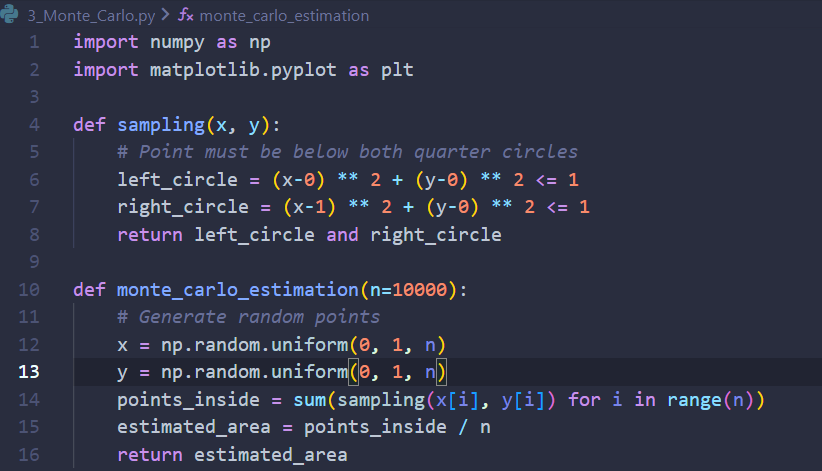 3_Monte_Carlo.py > monte_carlo_estimation
1 import numpy as np
2 import matplotlib.pyplot as plt
3
4 def sampling(x, y):
5     # Point must be below both quarter circles
6     left_circle = (x-0) ** 2 + (y-0) ** 2 <= 1
7     right_circle = (x-1) ** 2 + (y-0) ** 2 <= 1
8     return left_circle and right_circle
9
10 def monte_carlo_estimation(n=10000):
11     # Generate random points
12     x = np.random.uniform(0, 1, n)
13     y = np.random.uniform(0, 1, n)
14     points_inside = sum(sampling(x[i], y[i]) for i in range(n))
15     estimated_area = points_inside / n
16     return estimated_area